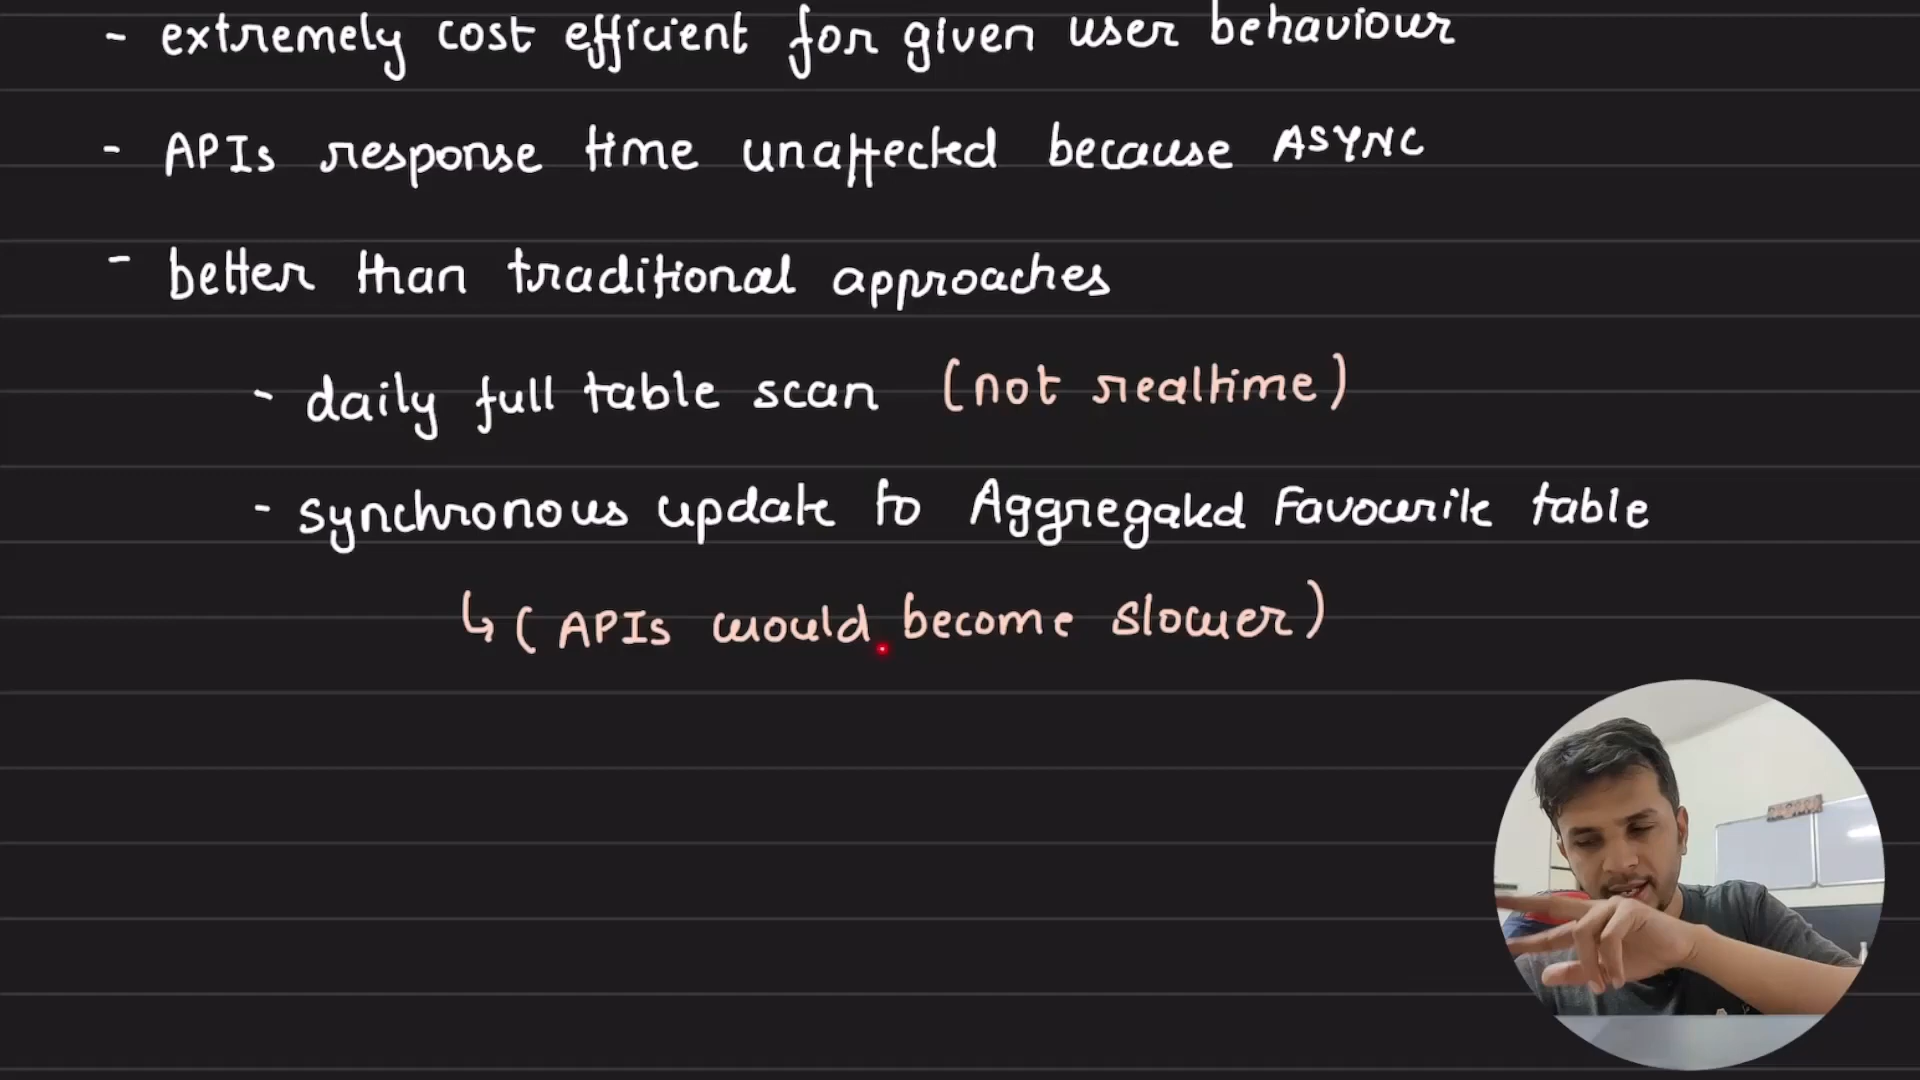 - extremely cost efficient for given user behaviour
- APIs response time unaffected because ASYNC
- better than traditional approaches
- daily full table scan (not realtime)
- synchronous update to Aggregated Favourite table
↳ (APIs would become slower)